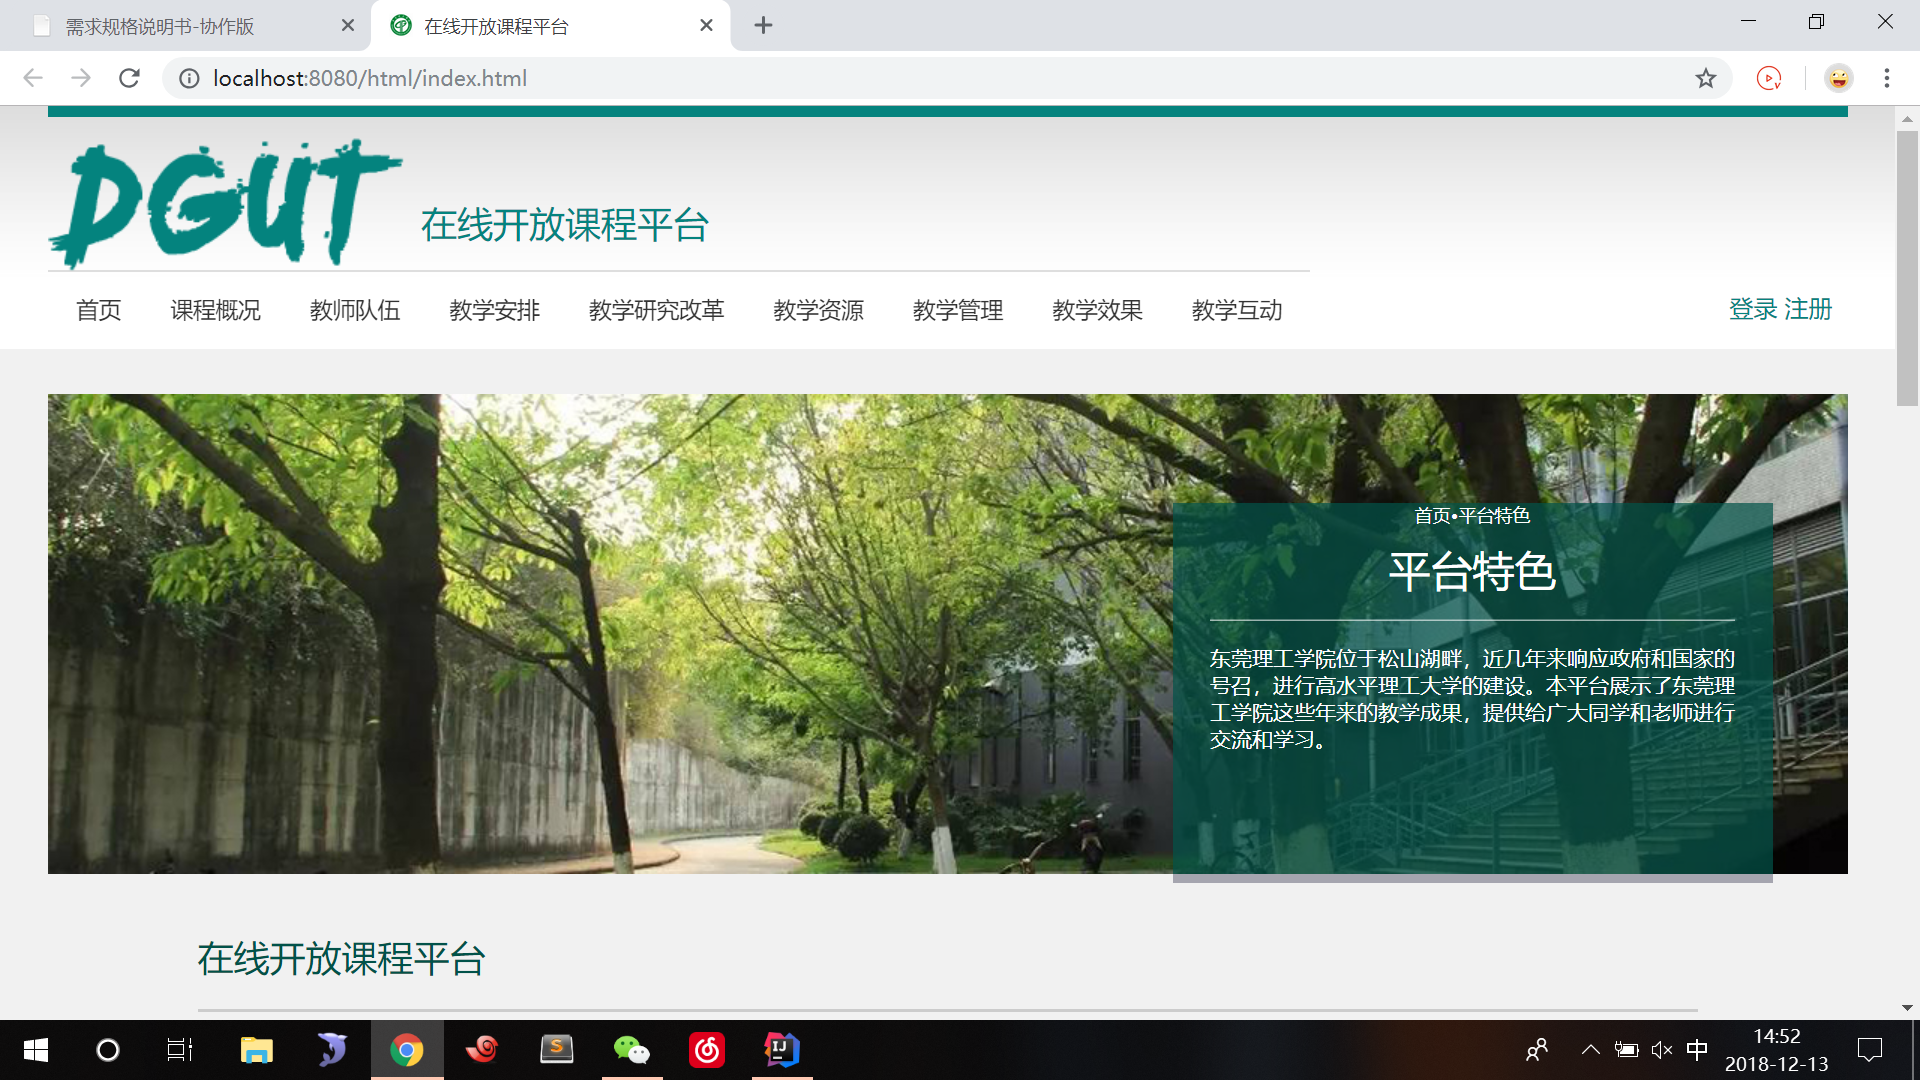 需求规格说明书-协作版
在线开放课程平台
localhost:8080/html/index.html
DGUT
在线开放课程平台
首页 课程概况 教师队伍 教学安排 教学研究改革 教学资源 教学管理 教学效果 教学互动
登录 注册
首页•平台特色
平台特色
东莞理工学院位于松山湖畔，近几年来响应政府和国家的
号召，进行高水平理工大学的建设。本平台展示了东莞理
工学院这些年来的教学成果，提供给广大同学和老师进行
交流和学习。
在线开放课程平台
S
IJ
中
14:52
2018-12-13